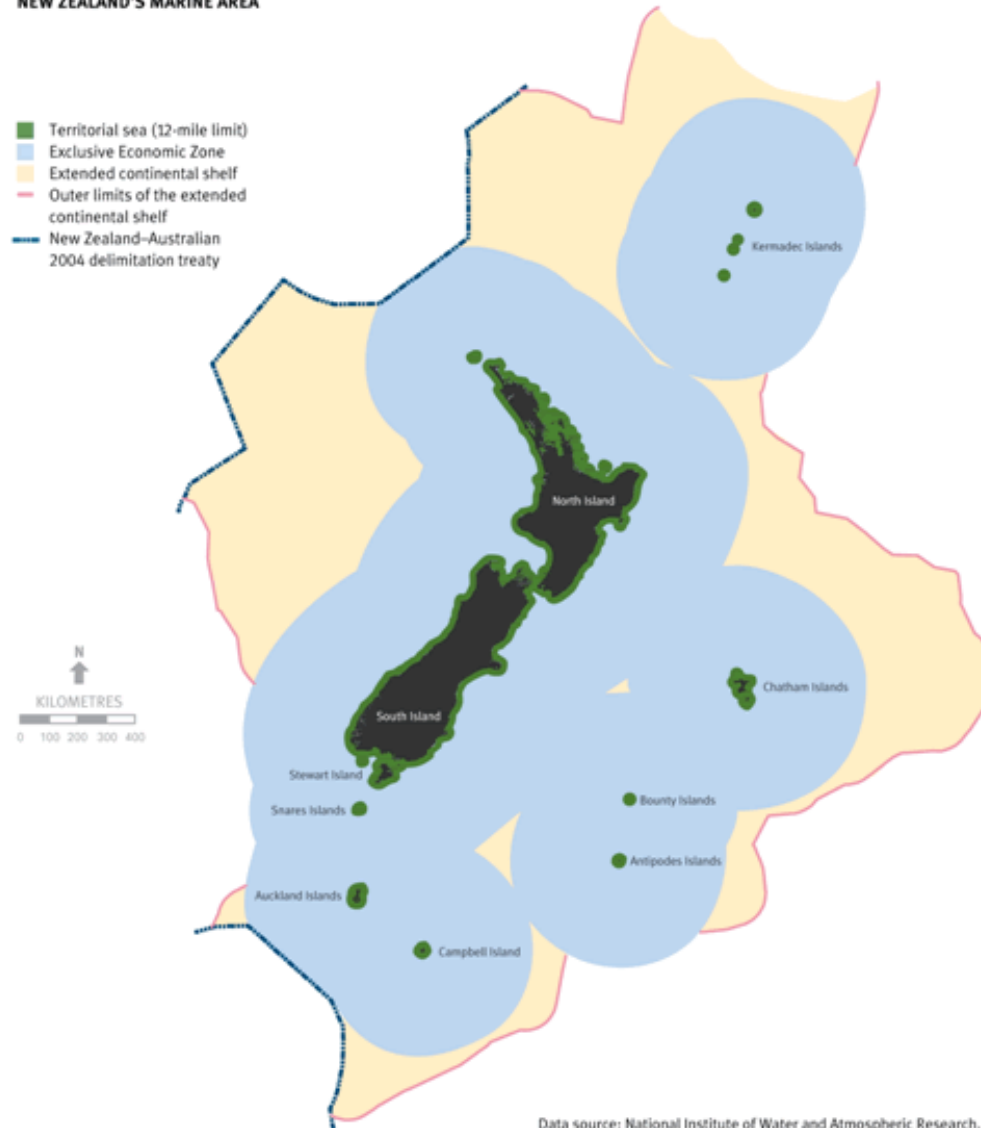 NEW ZEALAND'S MARINE AREA
Territorial sea (12-mile limit)
Exclusive Economic Zone
Extended continental shelf
Outer limits of the extended
continental shelf
New Zealand–Australian
2004 delimitation treaty
Kermadec Islands
North Island
N
KILOMETRES
0 100 200 300 400
Chatham Islands
South Island
Stewart Island
Snares Islands
Bounty Islands
Antipodes Islands
Auckland Islands
Campbell Island
Data source: National Institute of Water and Atmospheric Research.